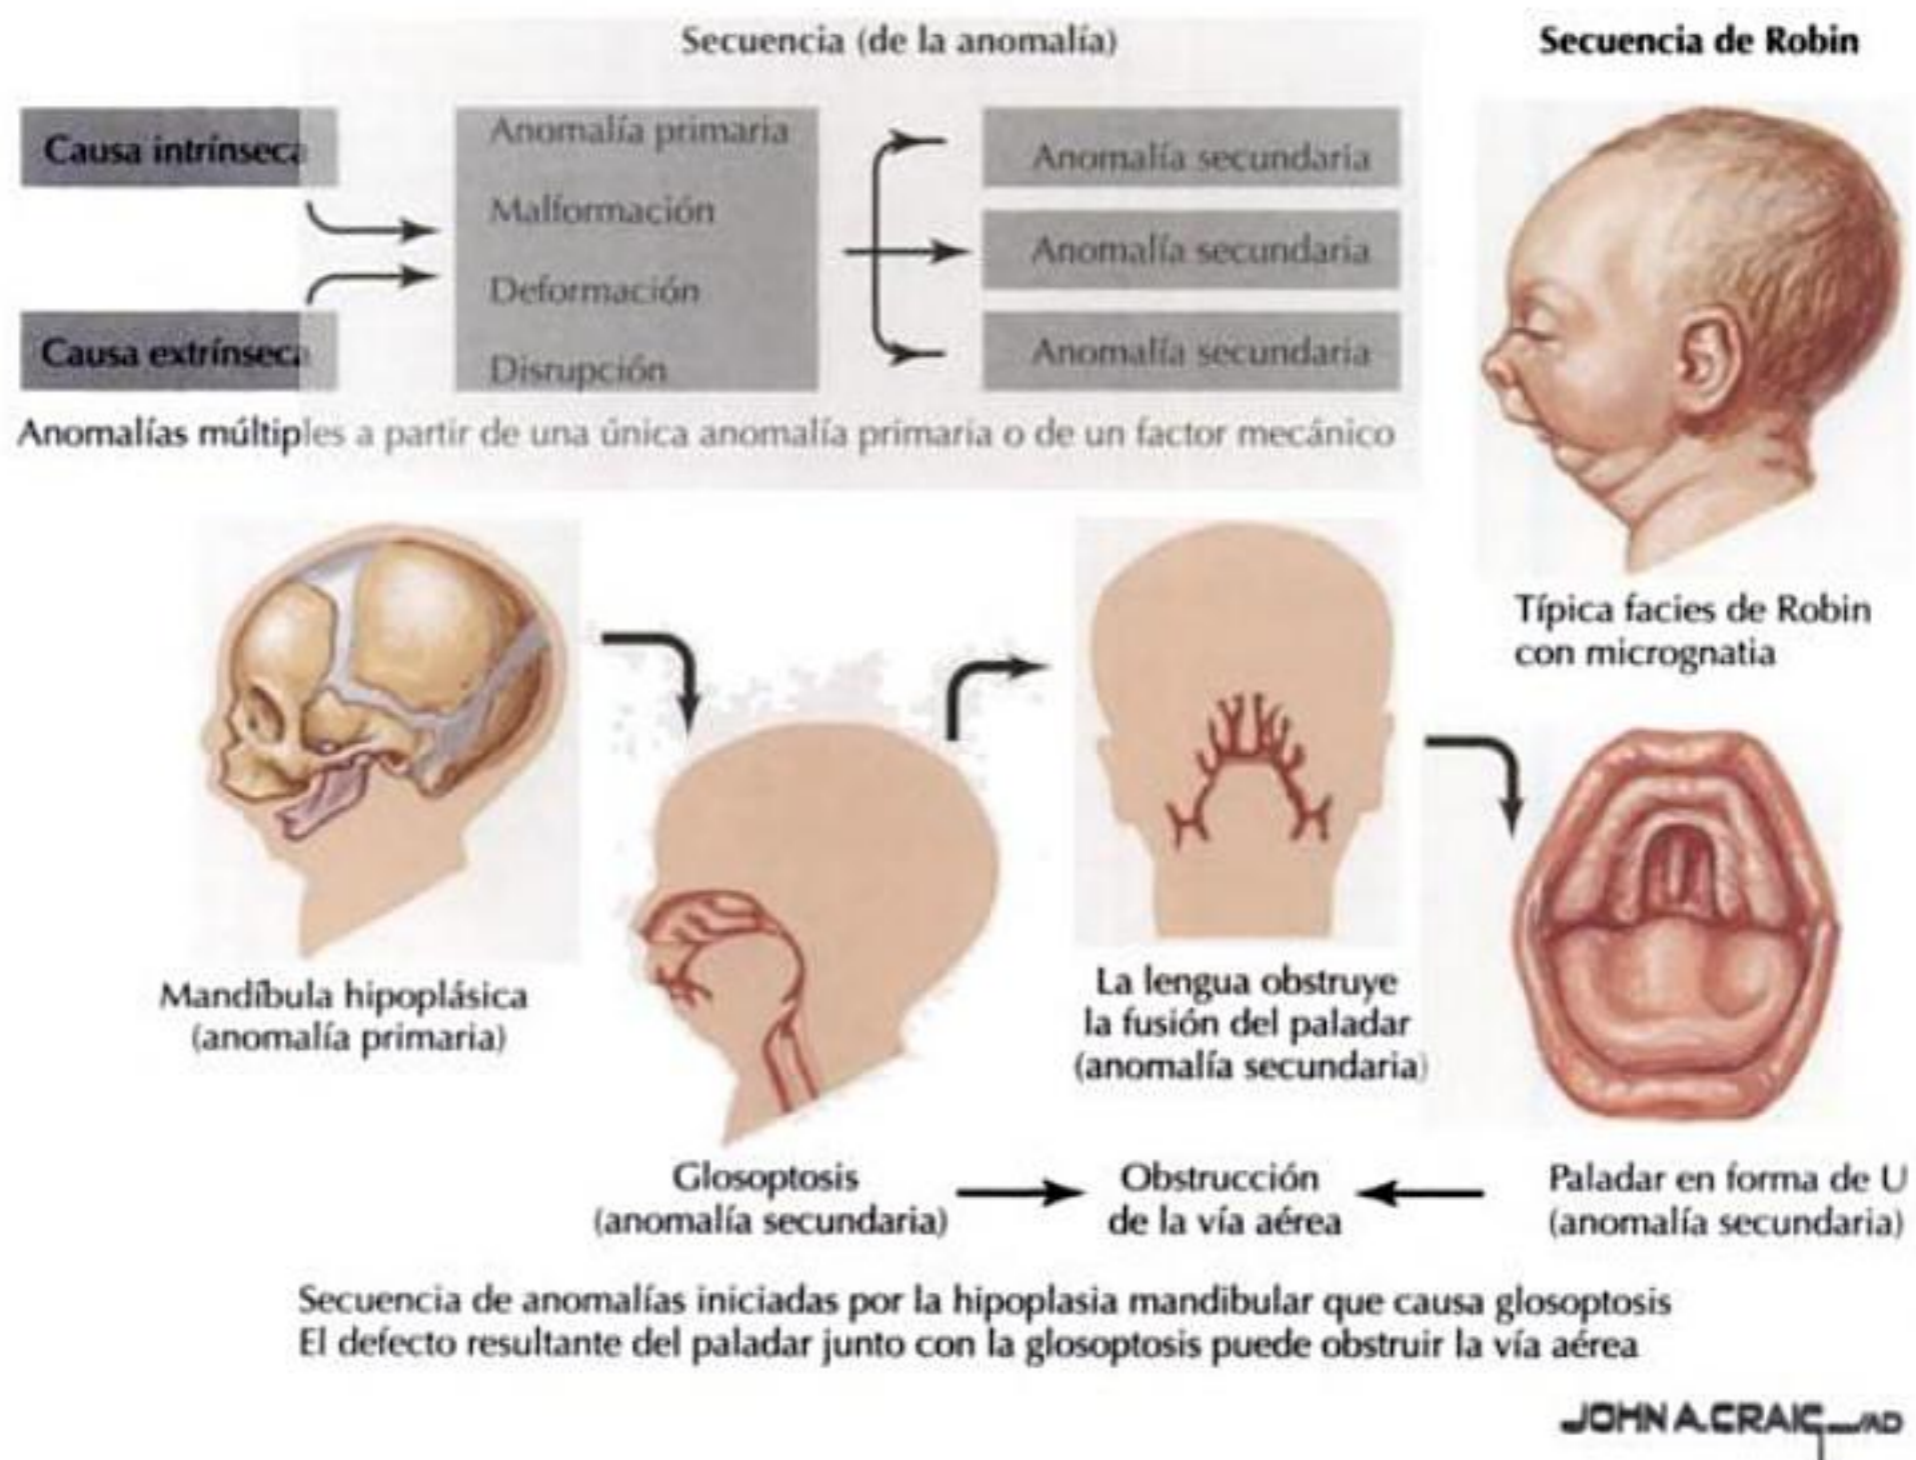 Secuencia (de la anomalía)
Secuencia de Robin
Causa intrínseca
Causa extrínseca
Anomalía primaria
Malformación
Deformación
Disrupción
Anomalía secundaria
Anomalía secundaria
Anomalía secundaria
Anomalías múltiples a partir de una única anomalía primaria o de un factor mecánico
Típica facies de Robin
con micrognatia
Mandíbula hipoplásica
(anomalía primaria)
La lengua obstruye
la fusión del paladar
(anomalía secundaria)
Glosoptosis
(anomalía secundaria)
Obstrucción
de la vía aérea
Paladar en forma de U
(anomalía secundaria)
Secuencia de anomalías iniciadas por la hipoplasia mandibular que causa glosoptosis
El defecto resultante del paladar junto con la glosoptosis puede obstruir la vía aérea
JOHN A.CRAIG_AD